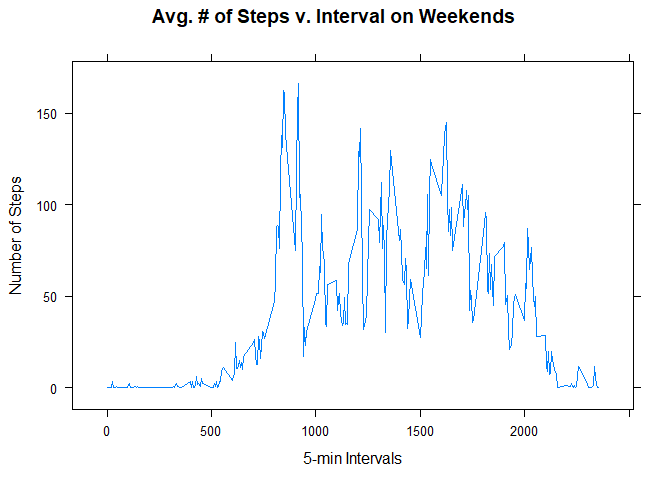 Avg. # of Steps v. Interval on Weekends
Number of Steps
150
100
50
0
0 500 1000 1500 2000
5-min Intervals